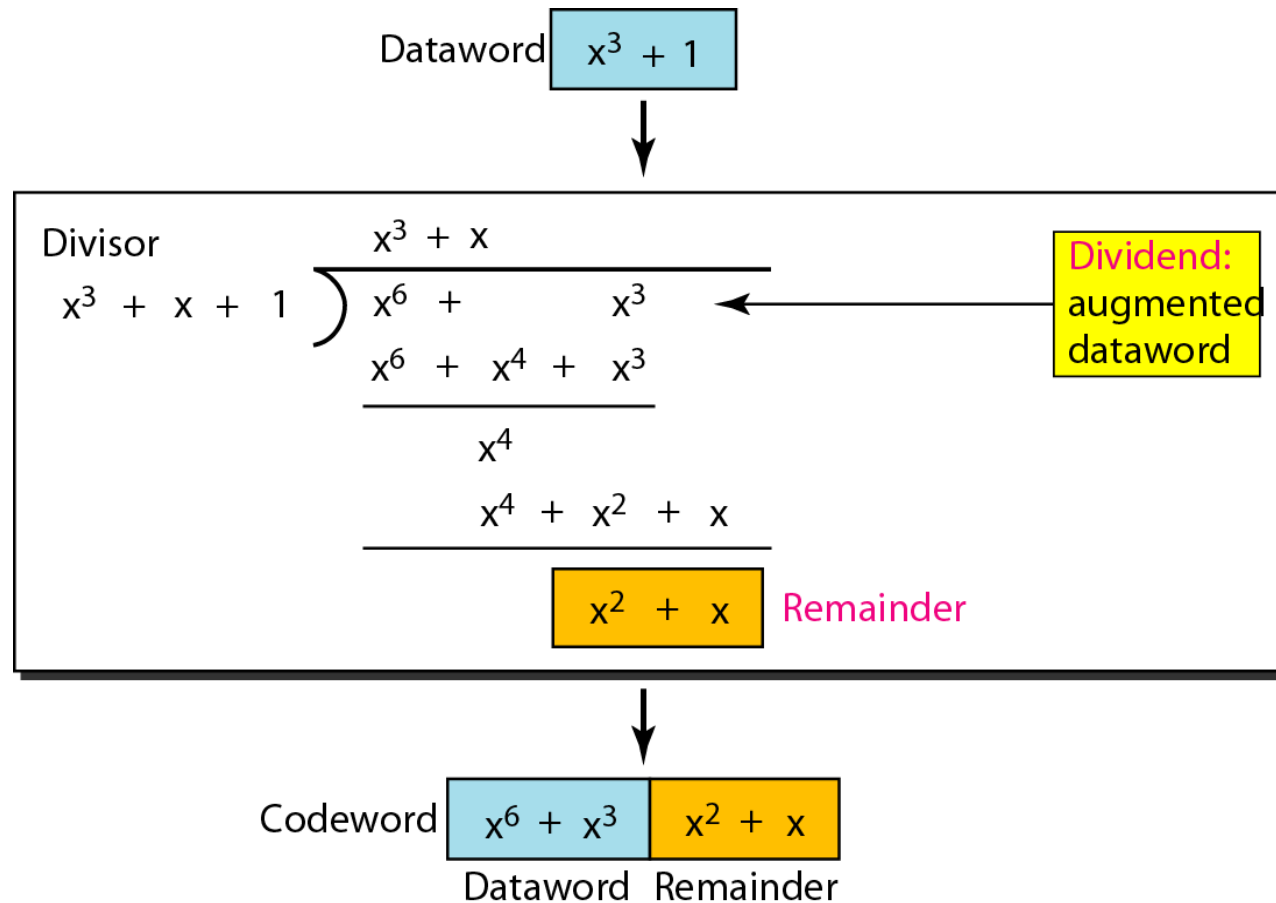 Dataword x³ + 1
Divisor
x³ + x
x³ + x + 1
x⁶ + x³
Dividend:
augmented
dataword
x⁶ + x⁴ + x³
x⁴
x⁴ + x² + x
x² + x Remainder
Codeword x⁶ + x³ x² + x
Dataword Remainder